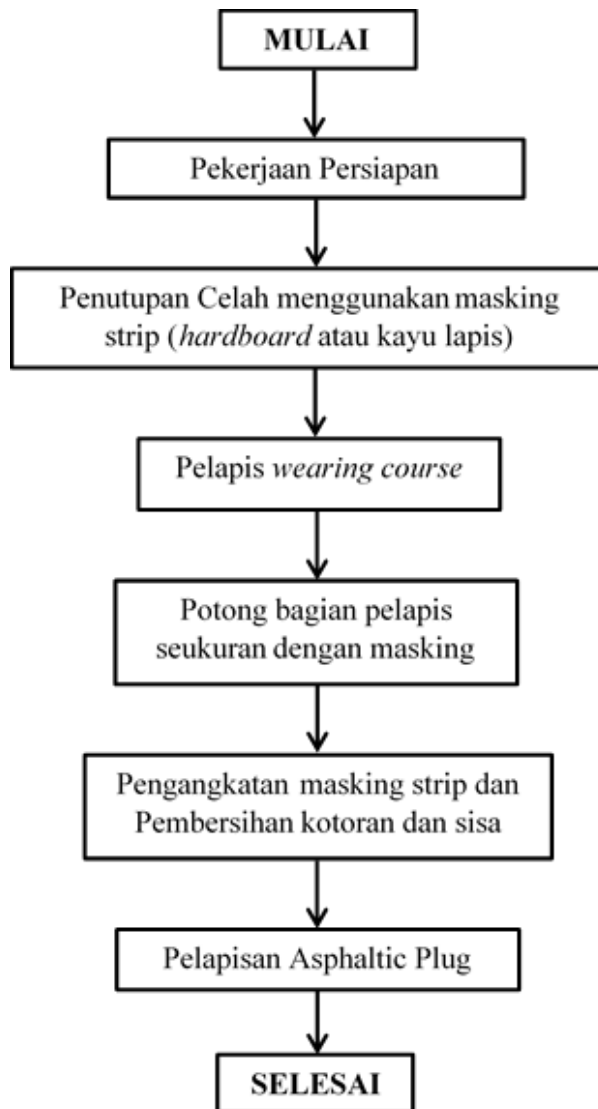 MULAI
Pekerjaan Persiapan
Penutupan Celah menggunakan masking
strip (hardboard atau kayu lapis)
Pelapis wearing course
Potong bagian pelapis
seukuran dengan masking
Pengangkatan masking strip dan
Pembersihan kotoran dan sisa
Pelapisan Asphaltic Plug
SELESAI